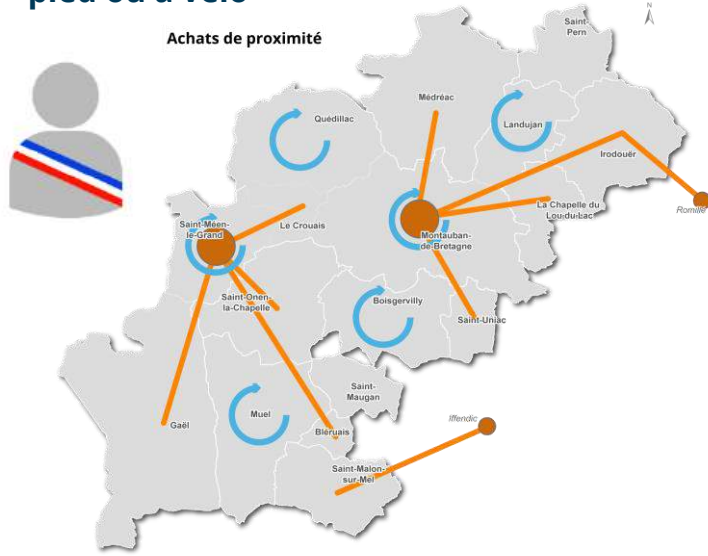 pied ou à vélo
Achats de proximité
N
Saint-
Pern
Médréac
Quédillac
Landujan
Irodouër
La Chapelle du
Lou-du-Lac
Romillé
Saint-Méen-
le-Grand
Le Crouais
Montauban-
de-Bretagne
Saint-Onen-
la-Chapelle
Boisgervilly
Saint-Uniac
Saint-
Maugan
Gaël
Muel
Bléruais
Iffendic
Saint-Malon-
sur-Mel